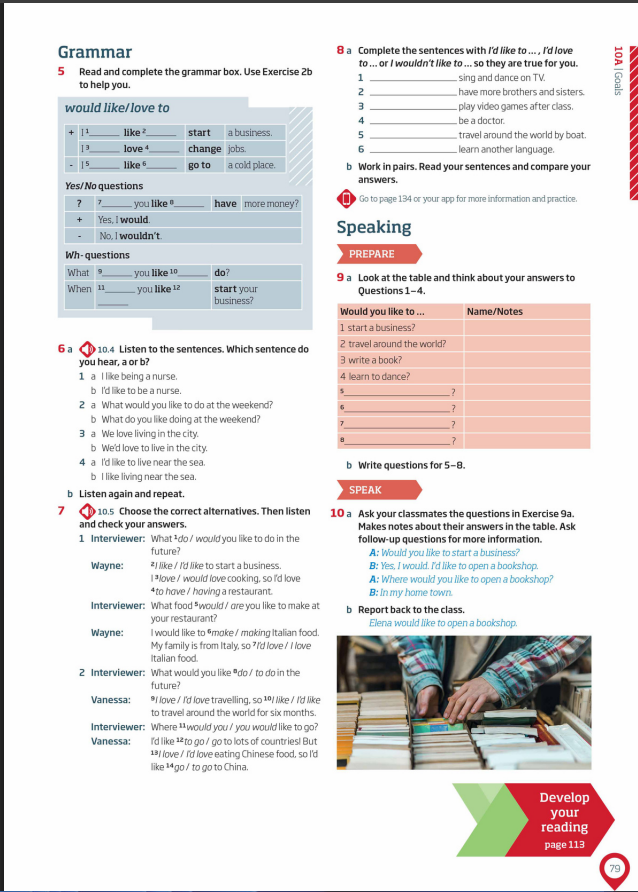 Grammar
5 Read and complete the grammar box. Use Exercise 2b
to help you.
would like/love to
+ I ¹______ like ²______ start a business.
I ³______ love ⁴______ change jobs.
- I ⁵______ like ⁶______ go to a cold place.
Yes/No questions
? ⁷______ you like ⁸______ have more money?
+ Yes, I would.
- No, I wouldn't.
Wh- questions
What ⁹______ you like ¹⁰______ do?
When ¹¹______ you like ¹² start your
______ business?
6 a 10.4 Listen to the sentences. Which sentence do
you hear, a or b?
1 a I like being a nurse.
b I'd like to be a nurse.
2 a What would you like to do at the weekend?
b What do you like doing at the weekend?
3 a We love living in the city.
b We'd love to live in the city.
4 a I'd like to live near the sea.
b I like living near the sea.
b Listen again and repeat.
7 10.5 Choose the correct alternatives. Then listen
and check your answers.
1 Interviewer: What ¹do / would you like to do in the
future?
Wayne: ²I like / I'd like to start a business.
I ³love / would love cooking, so I'd love
⁴to have / having a restaurant.
Interviewer: What food ⁵would / are you like to make at
your restaurant?
Wayne: I would like to ⁶make / making Italian food.
My family is from Italy, so ⁷I'd love / I love
Italian food.
2 Interviewer: What would you like ⁸do / to do in the
future?
Vanessa: ⁹I love / I'd love travelling, so ¹⁰I like / I'd like
to travel around the world for six months.
Interviewer: Where ¹¹would you / you would like to go?
Vanessa: I'd like ¹²to go / go to lots of countries! But
¹³I love / I'd love eating Chinese food, so I'd
like ¹⁴go / to go to China.
8 a Complete the sentences with I'd like to ... , I'd love
to ... or I wouldn't like to ... so they are true for you.
1 ______ sing and dance on TV.
2 ______ have more brothers and sisters.
3 ______ play video games after class.
4 ______ be a doctor.
5 ______ travel around the world by boat.
6 ______ learn another language.
b Work in pairs. Read your sentences and compare your
answers.
Go to page 134 or your app for more information and practice.
Speaking
PREPARE
9 a Look at the table and think about your answers to
Questions 1–4.
Would you like to ... Name/Notes
1 start a business?
2 travel around the world?
3 write a book?
4 learn to dance?
⁵______ ?
⁶______ ?
⁷______ ?
⁸______ ?
b Write questions for 5–8.
SPEAK
10 a Ask your classmates the questions in Exercise 9a.
Makes notes about their answers in the table. Ask
follow-up questions for more information.
A: Would you like to start a business?
B: Yes, I would. I'd like to open a bookshop.
A: Where would you like to open a bookshop?
B: In my home town.
b Report back to the class.
Elena would like to open a bookshop.
Develop
your
reading
page 113
10A | Goals
79